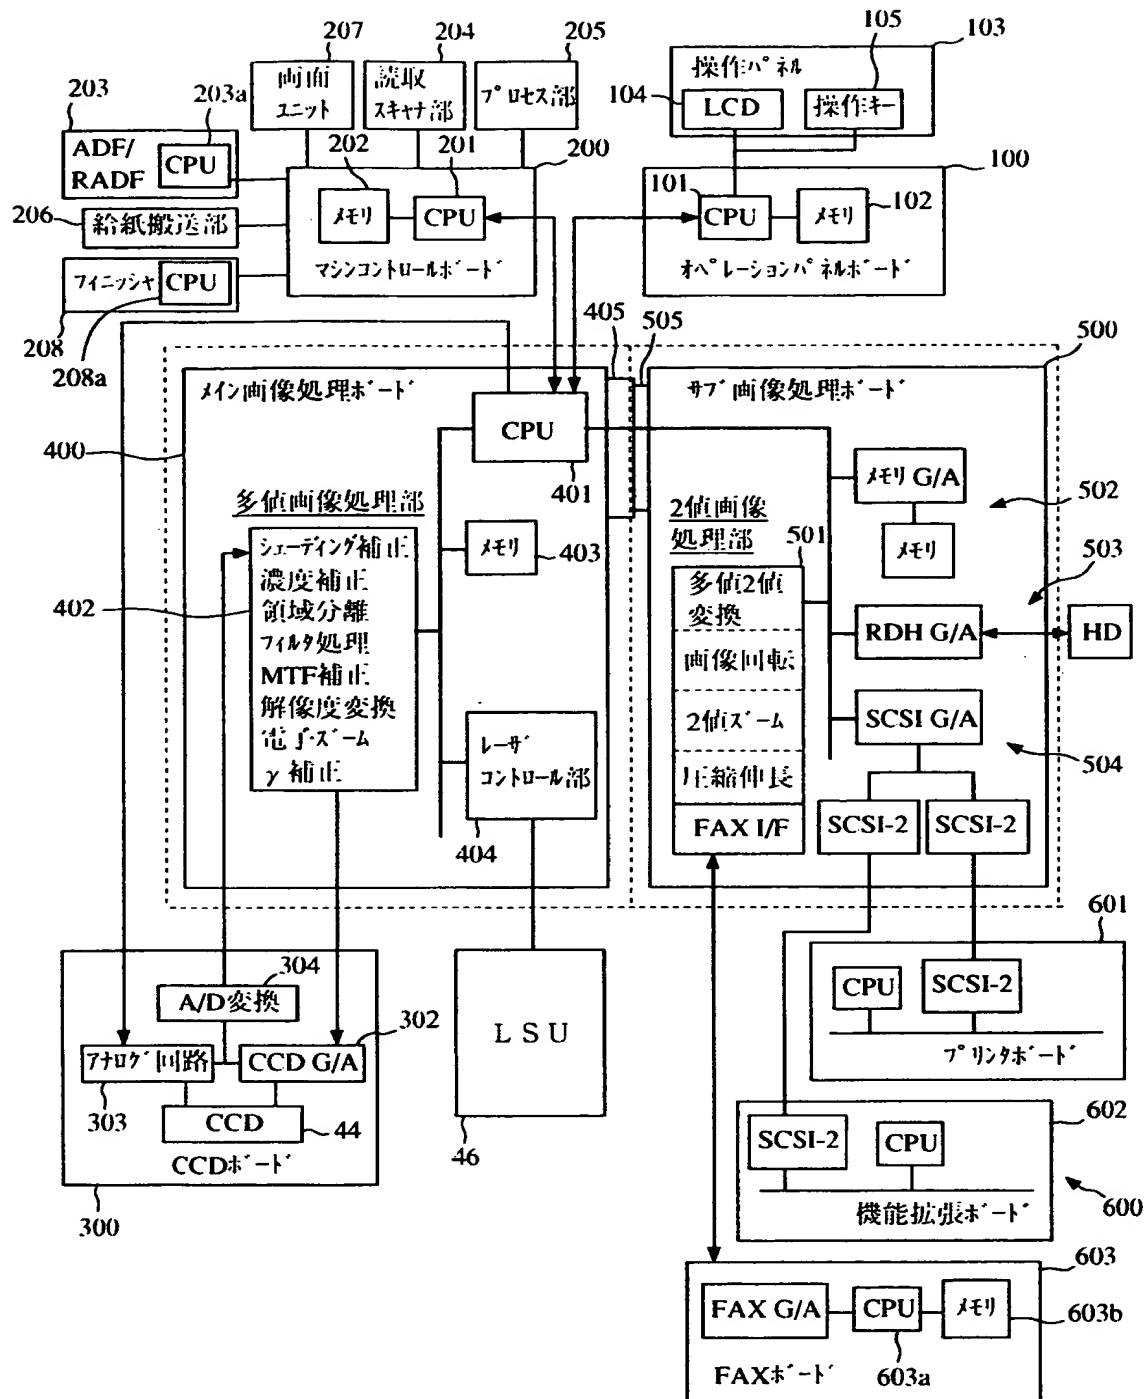 207
204
205
105
103
203
203a
画面
ユニット
読取
スキャナ部
プロセス部
操作パネル
104
LCD
操作キー
ADF/
RADF
CPU
202
201
200
100
206
給紙搬送部
メモリ
CPU
101
CPU
メモリ
102
フィニッシャ
CPU
マシンコントロールボード
オペレーションパネルボード
208
208a
405
505
500
メイン画像処理ボード
サブ画像処理ボード
400
CPU
401
メモリ G/A
502
多値画像処理部
2値画像
処理部
501
メモリ
シェーディング補正
濃度補正
領域分離
フィルタ処理
MTF補正
解像度変換
電子ズーム
γ補正
402
メモリ
403
多値2値
変換
画像回転
2値ズーム
圧縮伸長
FAX I/F
503
RDH G/A
HD
SCSI G/A
504
レーザ
コントロール部
404
SCSI-2
SCSI-2
601
304
A/D変換
302
CPU
SCSI-2
アナログ回路
CCD G/A
LSU
プリンタボード
303
CCD
44
46
602
CCDボード
SCSI-2
CPU
300
機能拡張ボード
600
603
FAX G/A
CPU
メモリ
603b
603a
FAXボード